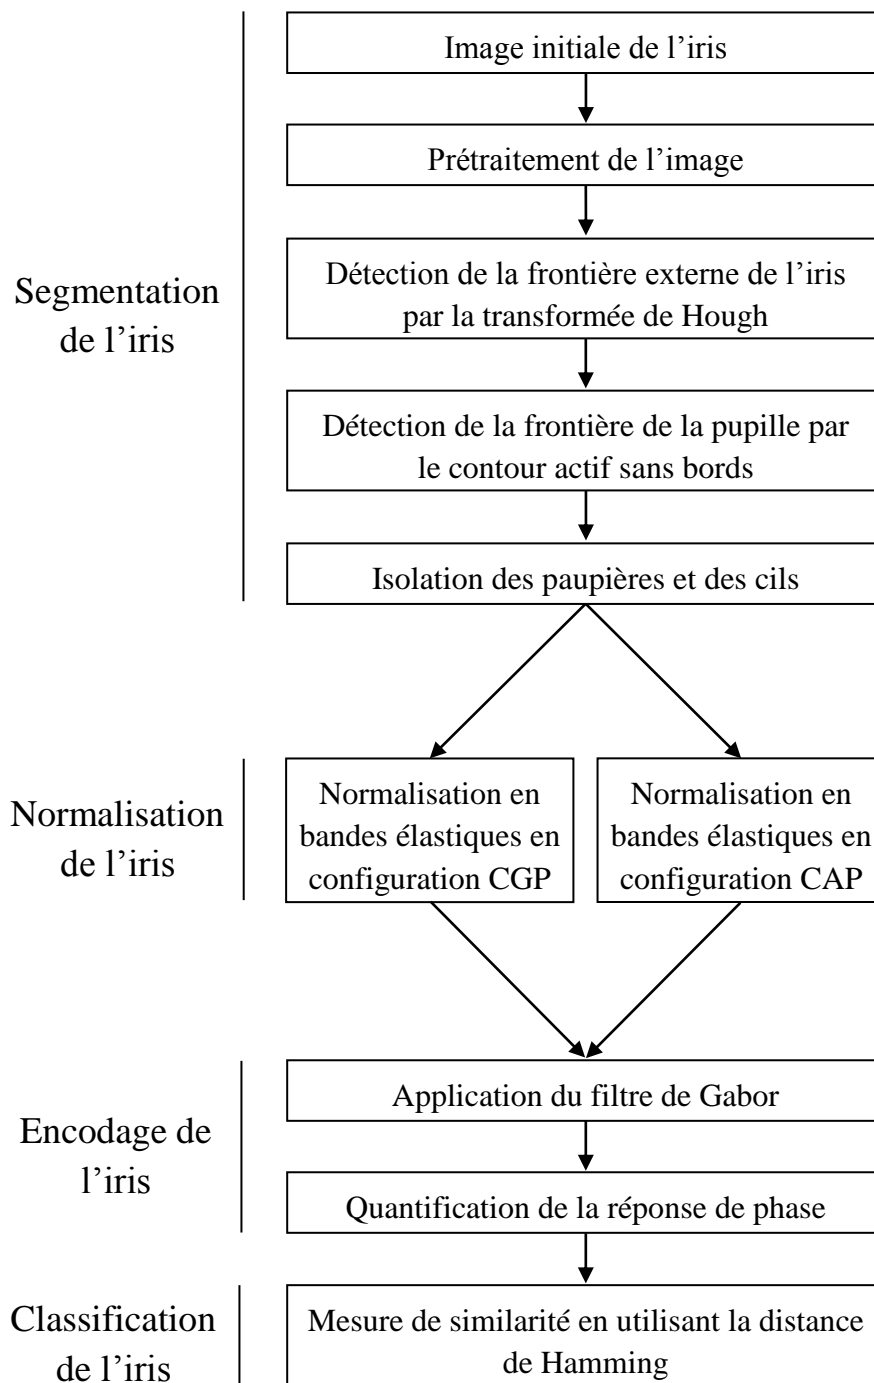 Image initiale de l’iris
Prétraitement de l’image
Segmentation
de l’iris
Détection de la frontière externe de l’iris
par la transformée de Hough
Détection de la frontière de la pupille par
le contour actif sans bords
Isolation des paupières et des cils
Normalisation
de l’iris
Normalisation en
bandes élastiques en
configuration CGP
Normalisation en
bandes élastiques en
configuration CAP
Encodage de
l’iris
Application du filtre de Gabor
Quantification de la réponse de phase
Classification
de l’iris
Mesure de similarité en utilisant la distance
de Hamming